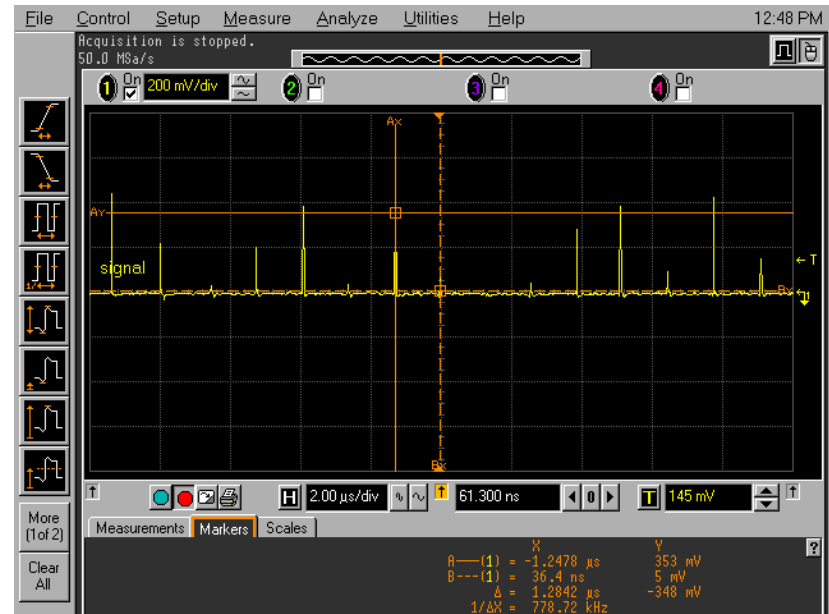 File Control Setup Measure Analyze Utilities Help 12:48 PM
Acquisition is stopped.
50.0 MSa/s
1 On 200 mV/div 2 On 3 On 4 On
Ax
Ay
signal
T
Bx
Bx
H 2.00 µs/div 61.300 ns 0 T 145 mV
More
(1of 2)
Clear
All
Measurements Markers Scales
?
X Y
A——(1) = -1.2478 µs 353 mV
B---(1) = 36.4 ns 5 mV
Δ = 1.2842 µs -348 mV
1/ΔX = 778.72 kHz